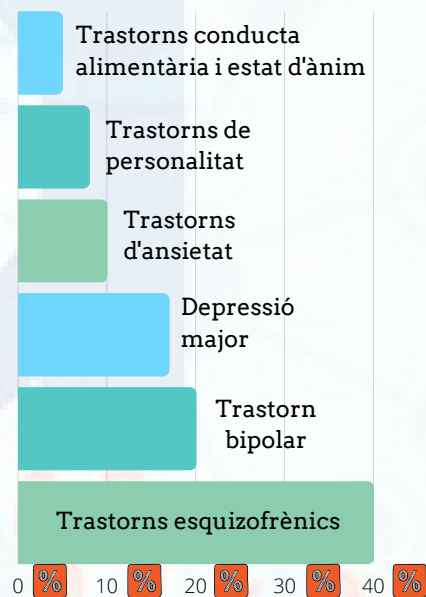 Trastorns conducta
alimentària i estat d'ànim
Trastorns de
personalitat
Trastorns
d'ansietat
Depressió
major
Trastorn
bipolar
Trastorns esquizofrènics
0 % 10 % 20 % 30 % 40 %